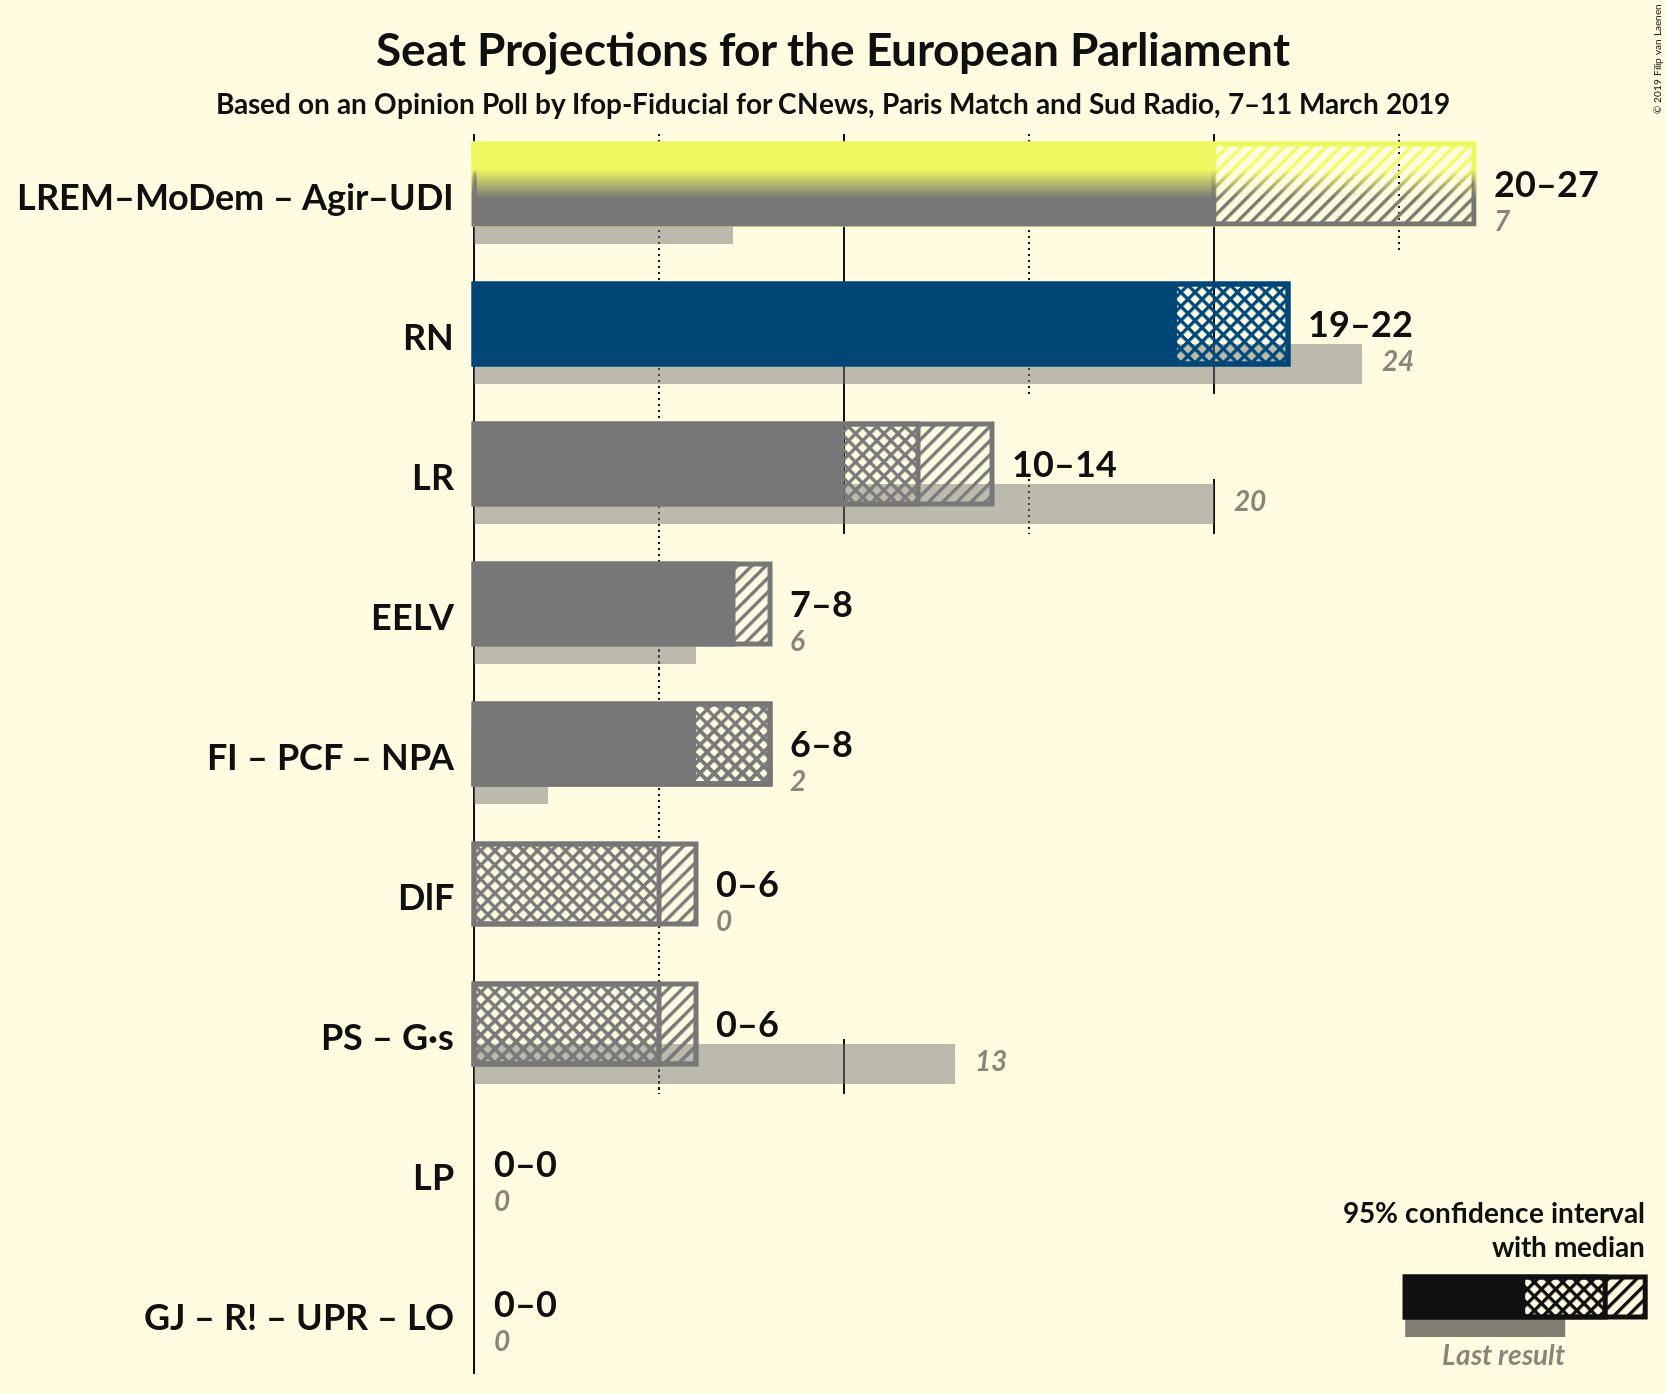 Seat Projections for the European Parliament
Based on an Opinion Poll by Ifop-Fiducial for CNews, Paris Match and Sud Radio, 7–11 March 2019
© 2019 Filip van Laenen
LREM–MoDem – Agir–UDI
20–27
7
RN
19–22
24
LR
10–14
20
EELV
7–8
6
FI – PCF – NPA
6–8
2
DlF
0–6
0
PS – G·s
0–6
13
LP
0–0
0
GJ – R! – UPR – LO
0–0
0
95% confidence interval
with median
Last result